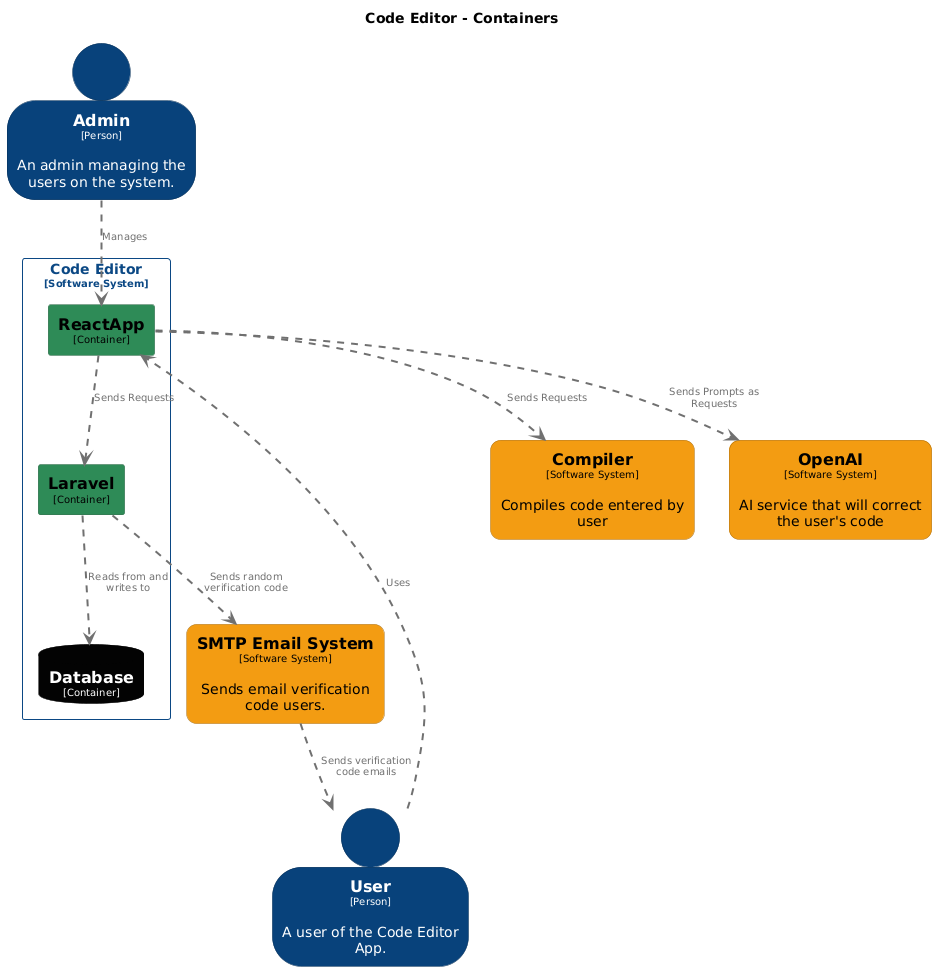 Code Editor - Containers
Admin
[Person]
An admin managing the
users on the system.
Manages
Code Editor
[Software System]
ReactApp
[Container]
Sends Requests
Sends Requests
Sends Prompts as
Requests
Compiler
[Software System]
Compiles code entered by
user
OpenAI
[Software System]
AI service that will correct
the user's code
Laravel
[Container]
Reads from and
writes to
Sends random
verification code
Uses
Database
[Container]
SMTP Email System
[Software System]
Sends email verification
code users.
Sends verification
code emails
User
[Person]
A user of the Code Editor
App.